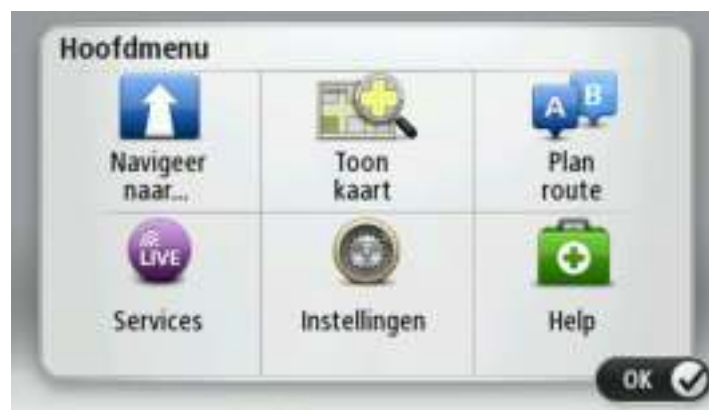 Hoofdmenu
Navigeer
naar...
Toon
kaart
A B
Plan
route
LIVE
Services
Instellingen
Help
OK